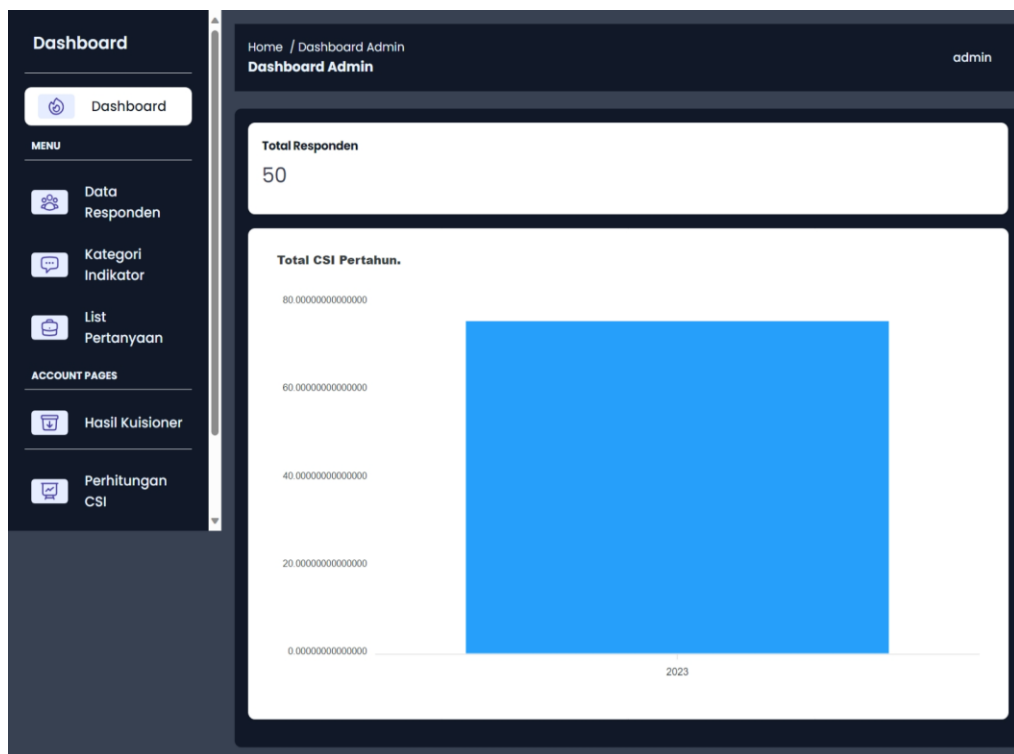 Dashboard
Dashboard
MENU
Data
Responden
Kategori
Indikator
List
Pertanyaan
ACCOUNT PAGES
Hasil Kuisioner
Perhitungan
CSI
Home / Dashboard Admin
Dashboard Admin
admin
Total Responden
50
Total CSI Pertahun.
80.00000000000000
60.00000000000000
40.00000000000000
20.00000000000000
0.00000000000000
2023